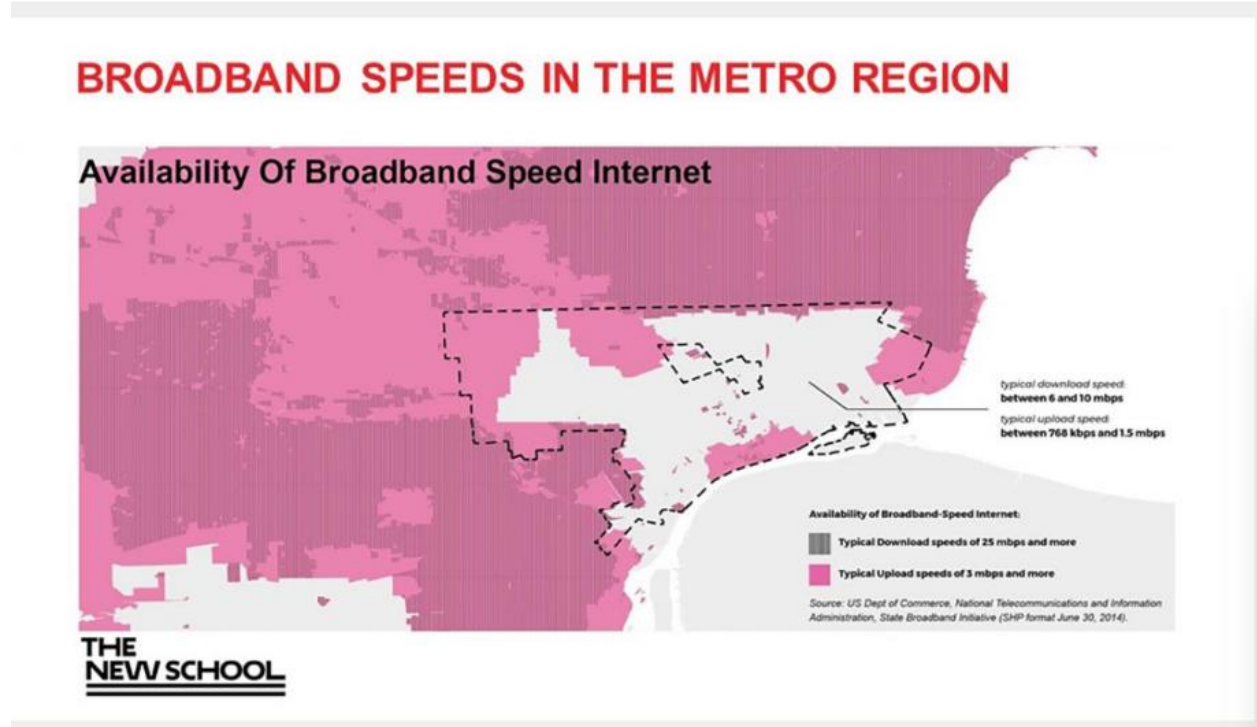 BROADBAND SPEEDS IN THE METRO REGION
Availability Of Broadband Speed Internet
typical download speed:
between 6 and 10 mbps
typical upload speed:
between 768 kbps and 1.5 mbps
Availability of Broadband-Speed Internet:
Typical Download speeds of 25 mbps and more
Typical Upload speeds of 3 mbps and more
Source: US Dept of Commerce, National Telecommunications and Information
Administration, State Broadband Initiative (SHP format June 30, 2014).
THE
NEW SCHOOL